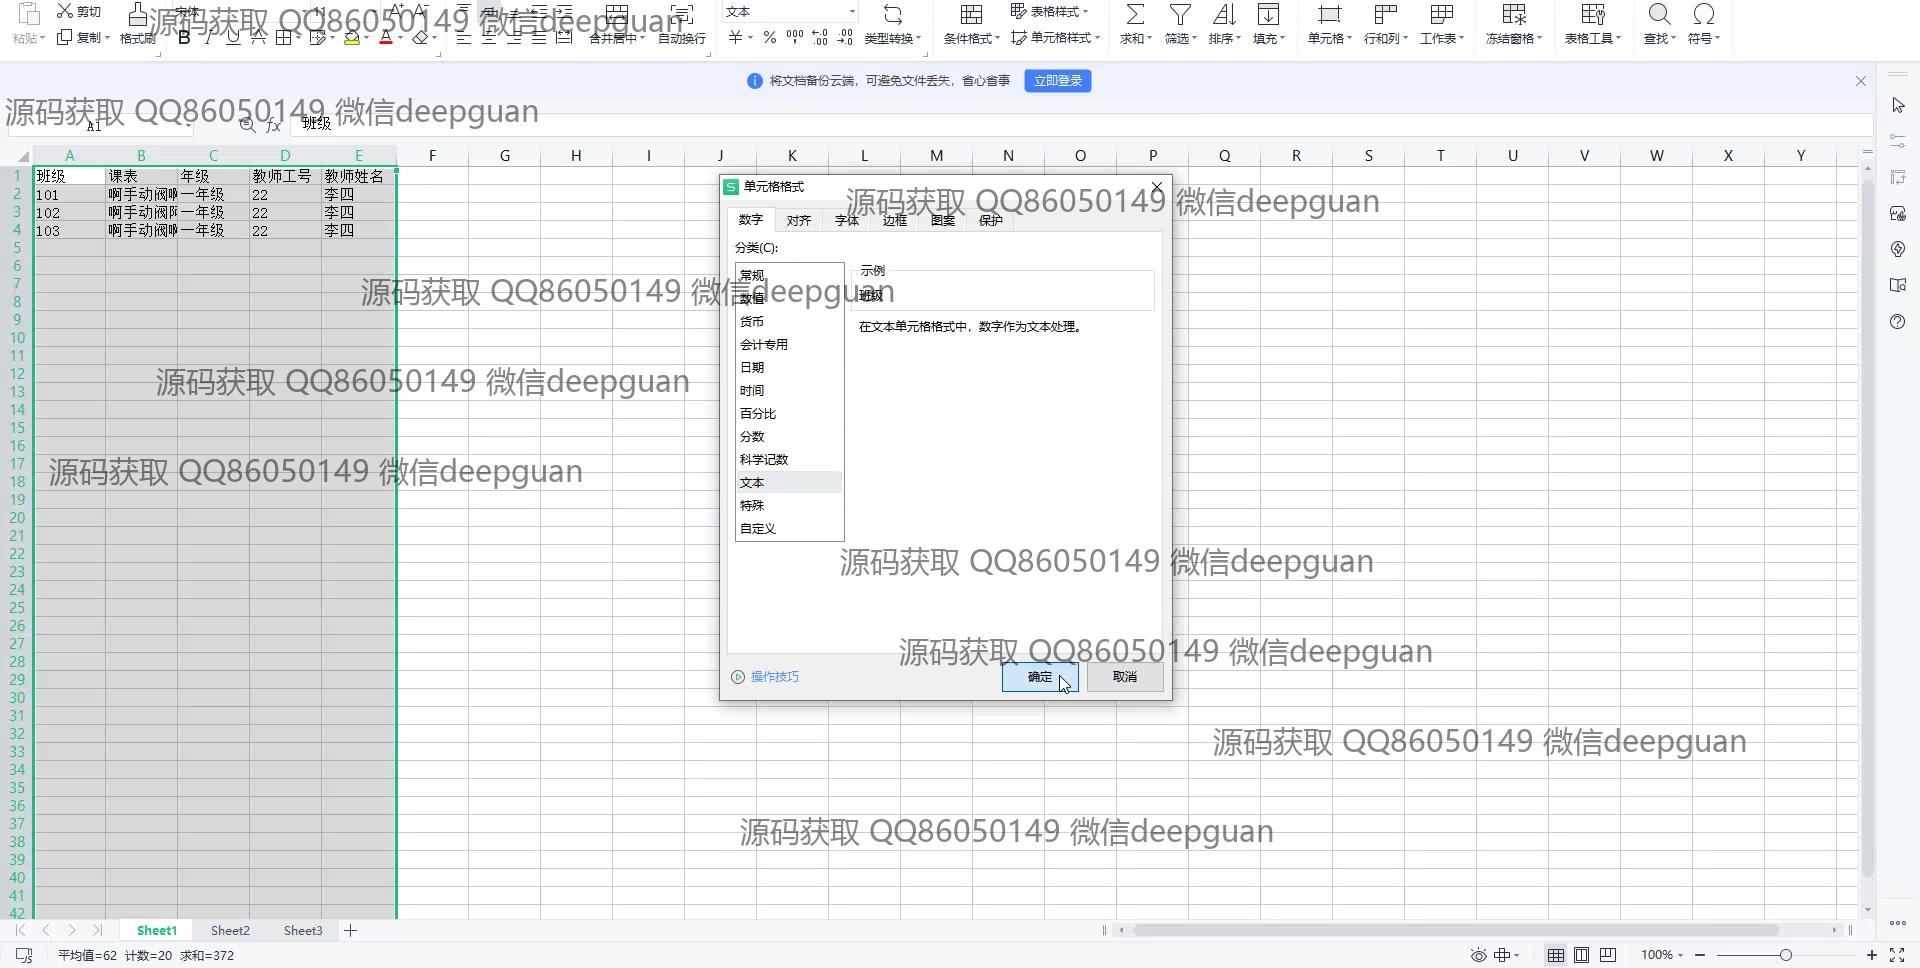 剪切
粘贴
复制
格式刷
宋体
11
B
合并居中
自动换行
文本
类型转换
条件格式
表格样式
单元格样式
求和
筛选
排序
填充
单元格
行和列
工作表
冻结窗格
表格工具
查找
符号
源码获取 QQ86050149 微信deepguan
将文档备份云端，可避免文件丢失，省心省事 立即登录
源码获取 QQ86050149 微信deepguan
A1 fx 班级
A B C D E F G H I J K L M N O P Q R S T U V W X Y
1 班级 课表 年级 教师工号 教师姓名
2 101 啊手动阀 一年级 22 李四
3 102 啊手动阀 一年级 22 李四
4 103 啊手动阀 一年级 22 李四
5
6
7
8
9
10
11
12
13
14
15
16
17
18
19
20
21
22
23
24
25
26
27
28
29
30
31
32
33
34
35
36
37
38
39
40
41
42
单元格格式
源码获取 QQ86050149 微信deepguan
数字 对齐 字体 边框 图案 保护
分类(C):
常规
数值
货币
会计专用
日期
时间
百分比
分数
科学记数
文本
特殊
自定义
示例
班级
在文本单元格格式中，数字作为文本处理。
源码获取 QQ86050149 微信deepguan
源码获取 QQ86050149 微信deepguan
源码获取 QQ86050149 微信deepguan
源码获取 QQ86050149 微信deepguan
源码获取 QQ86050149 微信deepguan
操作技巧 确定 取消
源码获取 QQ86050149 微信deepguan
源码获取 QQ86050149 微信deepguan
Sheet1 Sheet2 Sheet3
平均值=62 计数=20 求和=372
100%